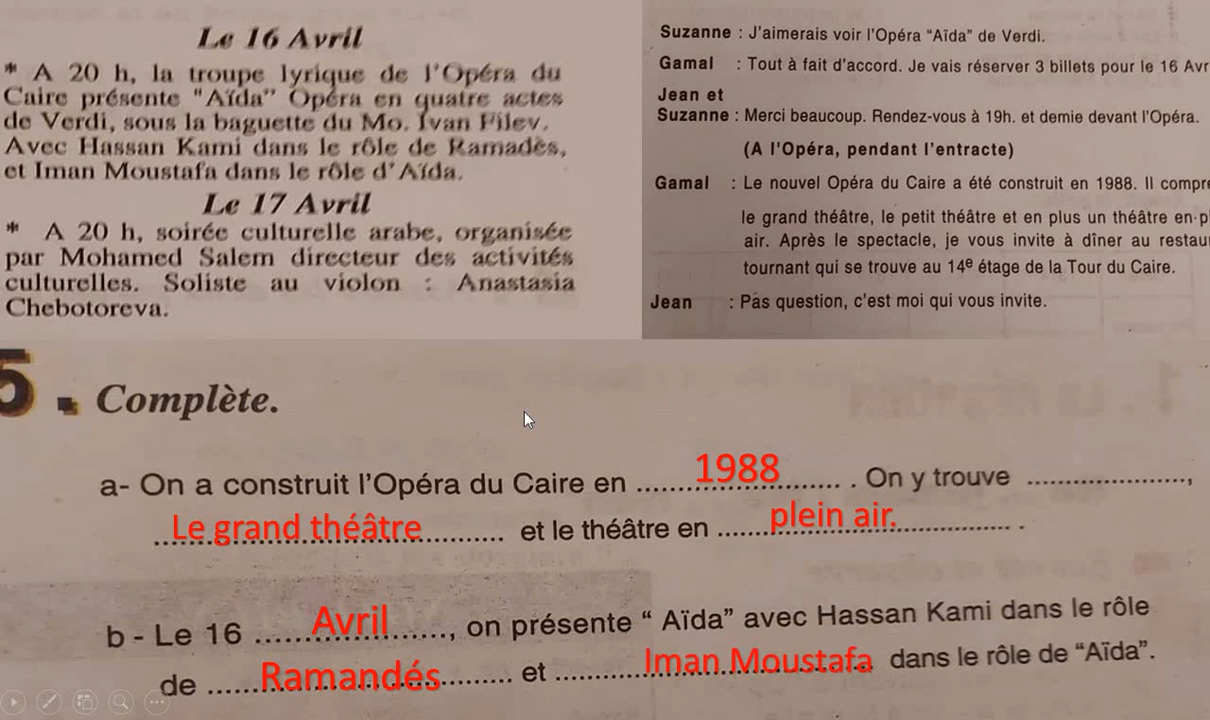 Le 16 Avril
* A 20 h, la troupe lyrique de l'Opéra du
Caire présente "Aïda" Opéra en quatre actes
de Verdi, sous la baguette du Mo. Ivan Filev.
Avec Hassan Kami dans le rôle de Ramadès,
et Iman Moustafa dans le rôle d'Aïda.
Le 17 Avril
* A 20 h, soirée culturelle arabe, organisée
par Mohamed Salem directeur des activités
culturelles. Soliste au violon : Anastasia
Chebotoreva.
Suzanne : J'aimerais voir l'Opéra "Aïda" de Verdi.
Gamal : Tout à fait d'accord. Je vais réserver 3 billets pour le 16 Avr
Jean et
Suzanne : Merci beaucoup. Rendez-vous à 19h. et demie devant l'Opéra.
(A l'Opéra, pendant l'entracte)
Gamal : Le nouvel Opéra du Caire a été construit en 1988. Il compre
le grand théâtre, le petit théâtre et en plus un théâtre en p
air. Après le spectacle, je vous invite à dîner au restau
tournant qui se trouve au 14e étage de la Tour du Caire.
Jean : Pas question, c'est moi qui vous invite.
5. Complète.
a- On a construit l'Opéra du Caire en ...1988... . On y trouve ....................,
Le grand théâtre et le théâtre en plein air. .
b - Le 16 Avril, on présente " Aïda" avec Hassan Kami dans le rôle
de Ramandés et Iman Moustafa dans le rôle de "Aïda".